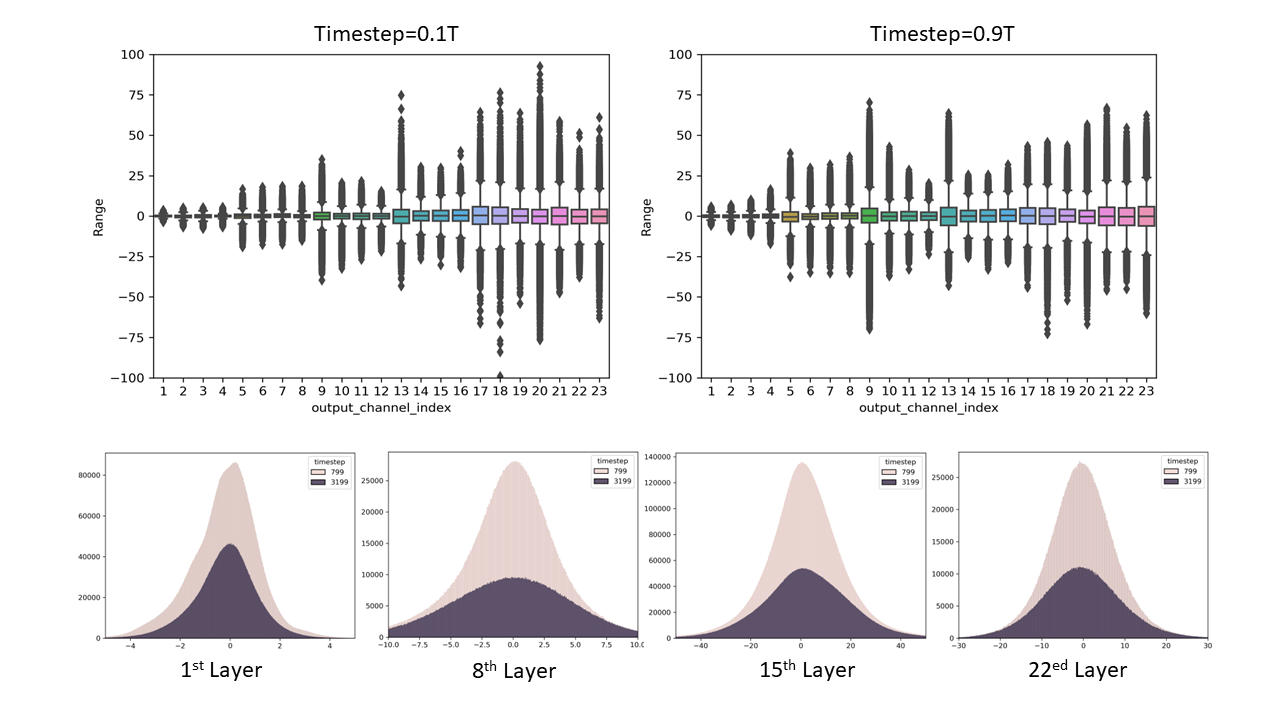 Timestep=0.1T
100
75
50
25
0
−25
−50
−75
−100
Range
1 2 3 4 5 6 7 8 9 10 11 12 13 14 15 16 17 18 19 20 21 22 23
output_channel_index
Timestep=0.9T
100
75
50
25
0
−25
−50
−75
−100
Range
1 2 3 4 5 6 7 8 9 10 11 12 13 14 15 16 17 18 19 20 21 22 23
output_channel_index
80000
60000
40000
20000
0
−4 −2 0 2 4
timestep
799
3199
1st Layer
25000
20000
15000
10000
5000
0
−10.0 −7.5 −5.0 −2.5 0.0 2.5 5.0 7.5 10.0
timestep
799
3199
8th Layer
140000
120000
100000
80000
60000
40000
20000
0
−40 −20 0 20 40
timestep
799
3199
15th Layer
25000
20000
15000
10000
5000
0
−30 −20 −10 0 10 20 30
timestep
799
3199
22ed Layer